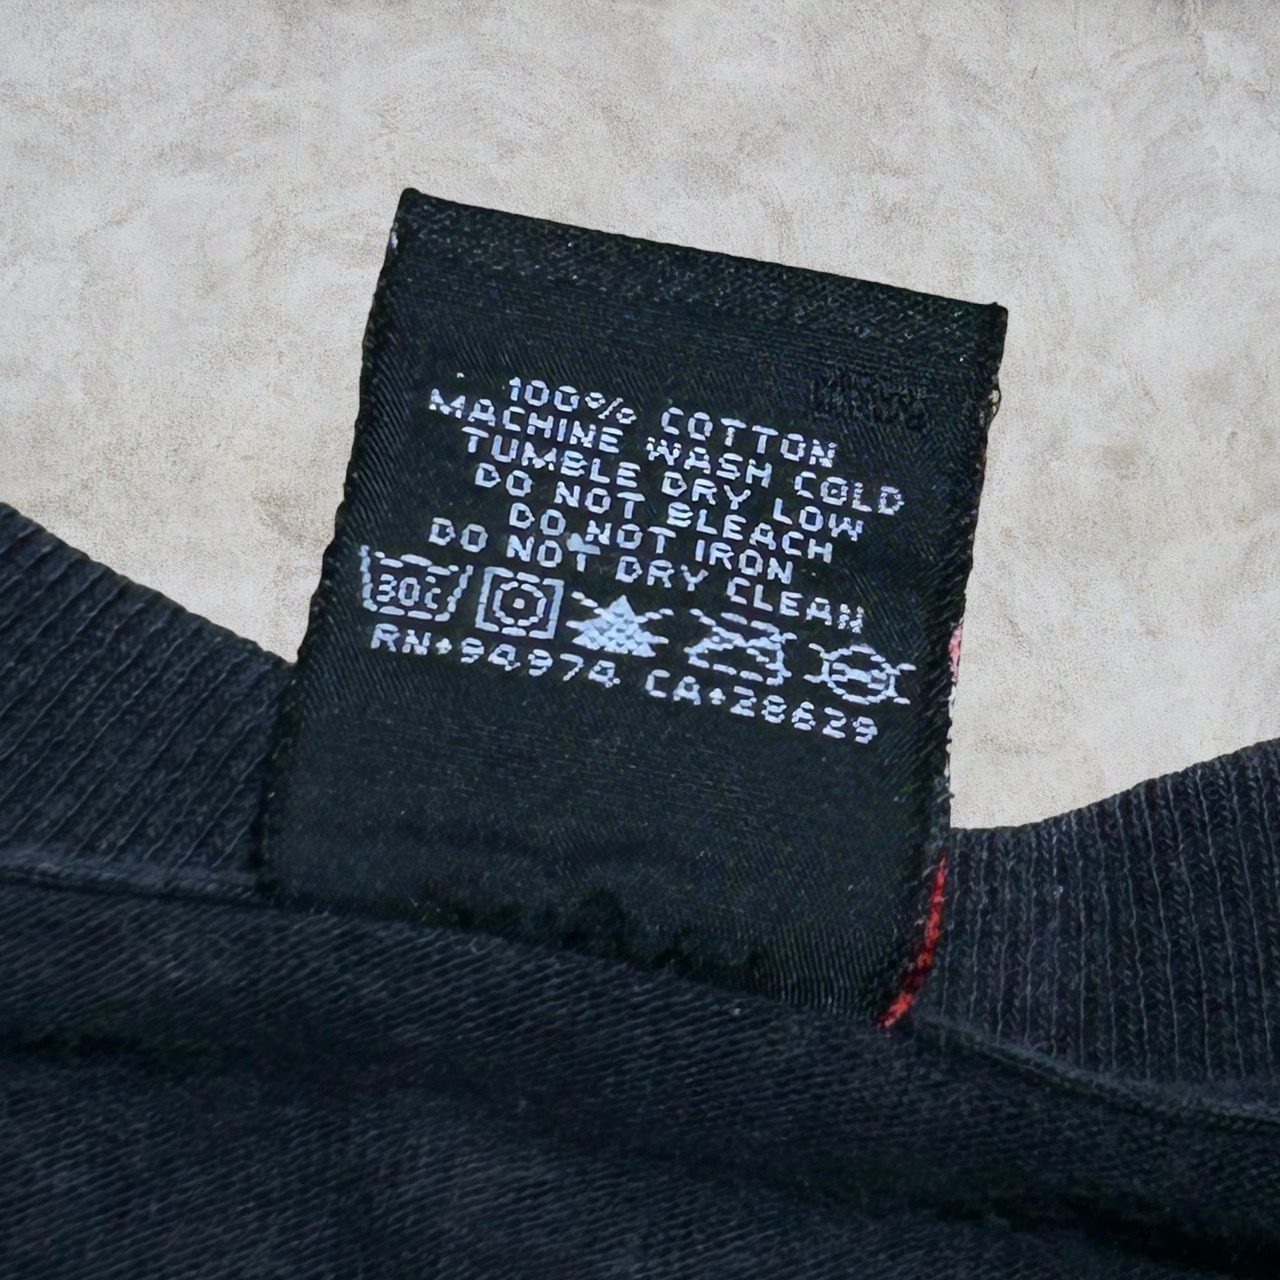 100% COTTON
MACHINE WASH COLD
TUMBLE DRY LOW
DO NOT BLEACH
DO NOT IRON
DO NOT DRY CLEAN
30c
RN•94974 CA•28629